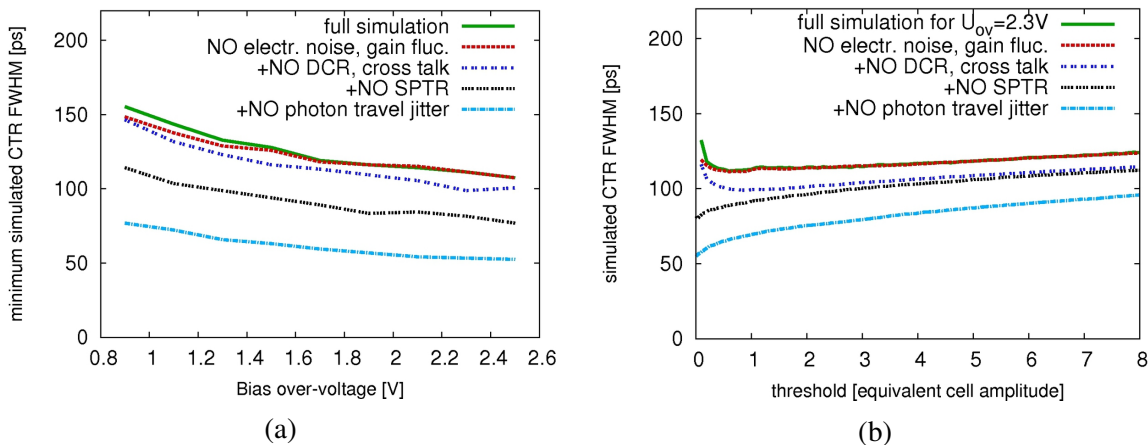 minimum simulated CTR FWHM [ps]
200
150
100
50
0
full simulation
NO electr. noise, gain fluc.
+NO DCR, cross talk
+NO SPTR
+NO photon travel jitter
0.8 1 1.2 1.4 1.6 1.8 2 2.2 2.4 2.6
Bias over-voltage [V]
(a)
simulated CTR FWHM [ps]
200
150
100
50
0
full simulation for Uov=2.3V
NO electr. noise, gain fluc.
+NO DCR, cross talk
+NO SPTR
+NO photon travel jitter
0 1 2 3 4 5 6 7 8
threshold [equivalent cell amplitude]
(b)